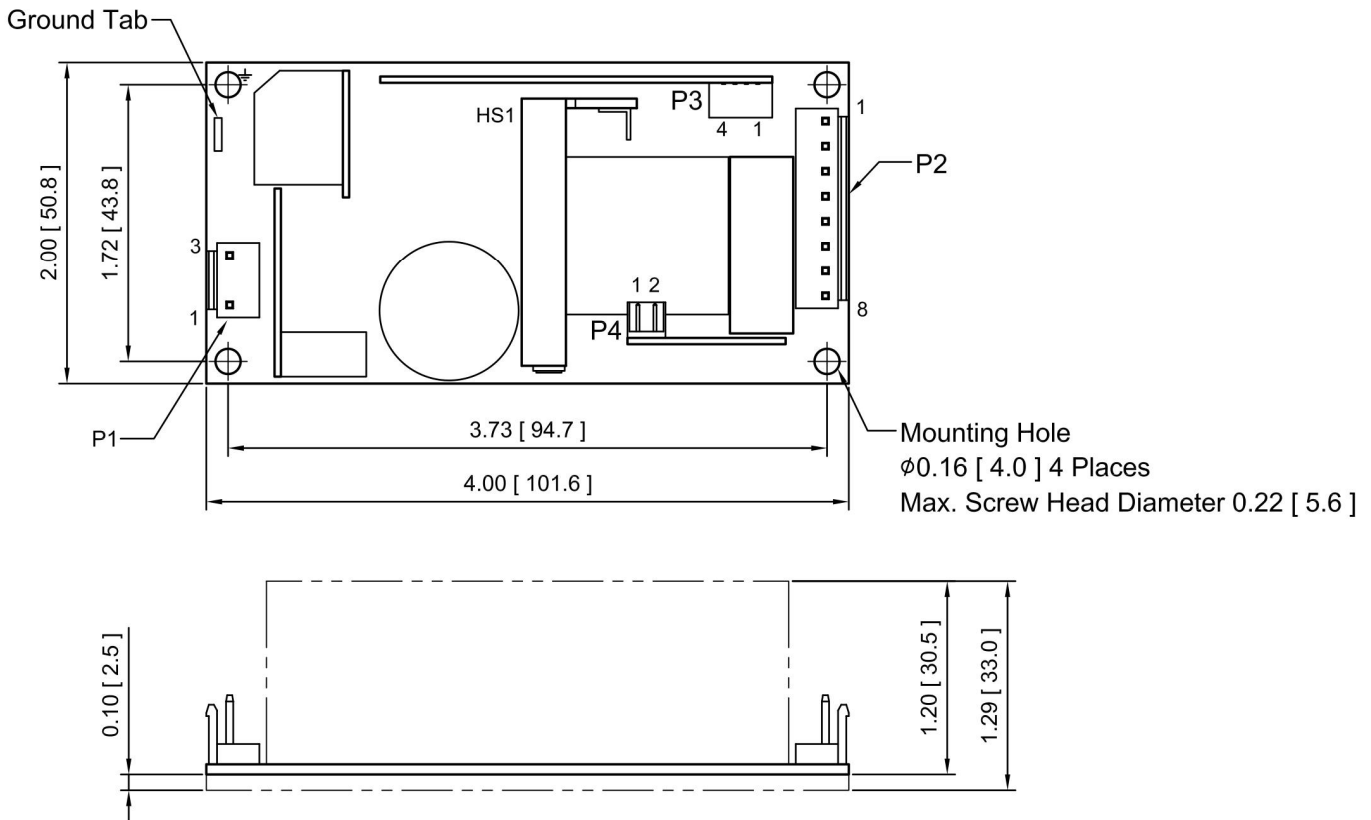 Ground Tab
HS1
P3
4 1
1
P2
8
3
1
P1
1 2
P4
2.00 [ 50.8 ]
1.72 [ 43.8 ]
3.73 [ 94.7 ]
4.00 [ 101.6 ]
Mounting Hole
⌀0.16 [ 4.0 ] 4 Places
Max. Screw Head Diameter 0.22 [ 5.6 ]
0.10 [ 2.5 ]
1.20 [ 30.5 ]
1.29 [ 33.0 ]